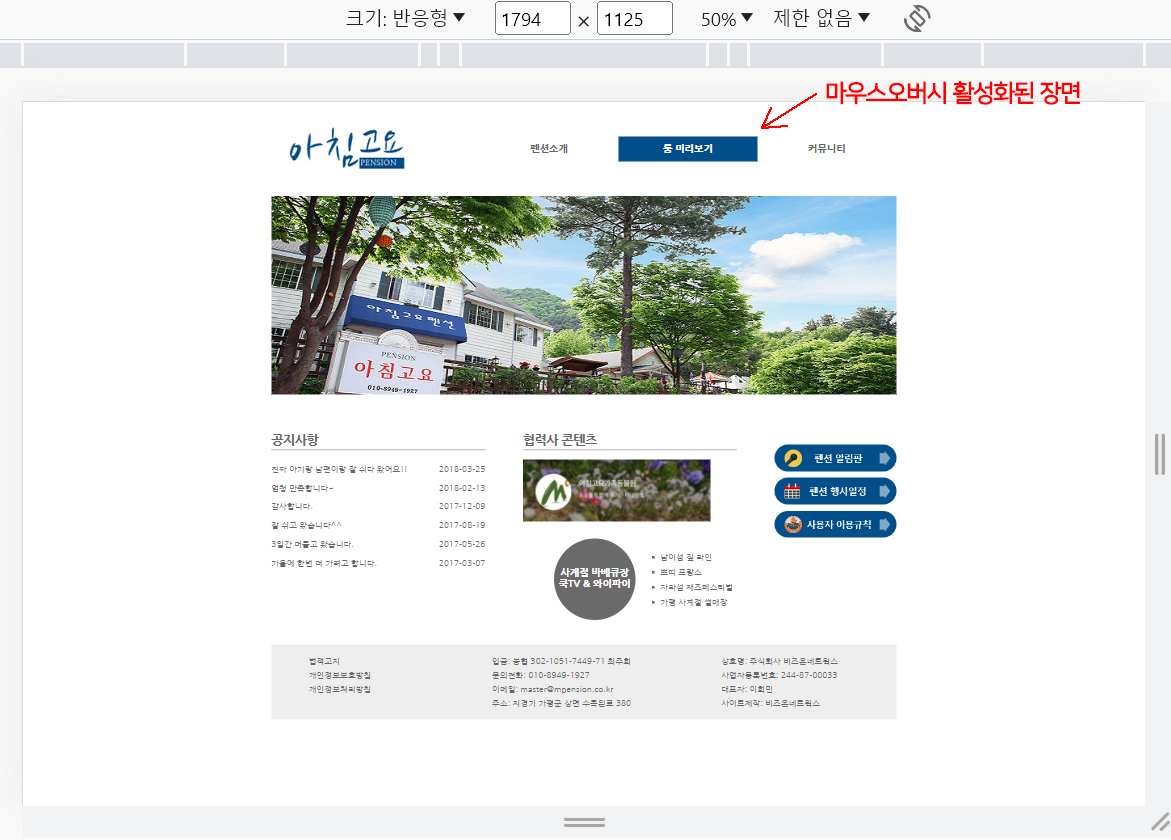 크기: 반응형 1794 × 1125 50% 제한 없음
마우스오버시 활성화된 장면
아침고요
PENSION
펜션소개 룸 미리보기 커뮤니티
아침고요펜션
PENSION
아침고요
010-8949-1927
공지사항
진짜 아기랑 남편이랑 잘 쉬다 왔어요!! 2018-03-25
엄청 만족합니다~ 2018-02-13
감사합니다. 2017-12-09
잘 쉬고 왔습니다^^ 2017-08-19
3일간 머물고 왔습니다. 2017-05-26
가을에 한번 더 가려고 합니다. 2017-03-07
협력사 콘텐츠
아침고요가족동물원
사계절 바베큐장
쿡TV & 와이파이
남이섬 짚 라인
쁘띠 프랑스
자라섬 재즈페스티벌
가평 사계절 썰매장
펜션 알림판
펜션 행사일정
사용자 이용규칙
법적고지
개인정보보호방침
개인정보처리방침
입금: 농협 302-1051-7449-71 최주희
문의전화: 010-8949-1927
이메일: master@mpension.co.kr
주소: 지경기 가평군 상면 수목원로 380
상호명: 주식회사 비즈온네트웍스
사업자등록번호: 244-87-00033
대표자: 이희민
사이트제작: 비즈온네트웍스